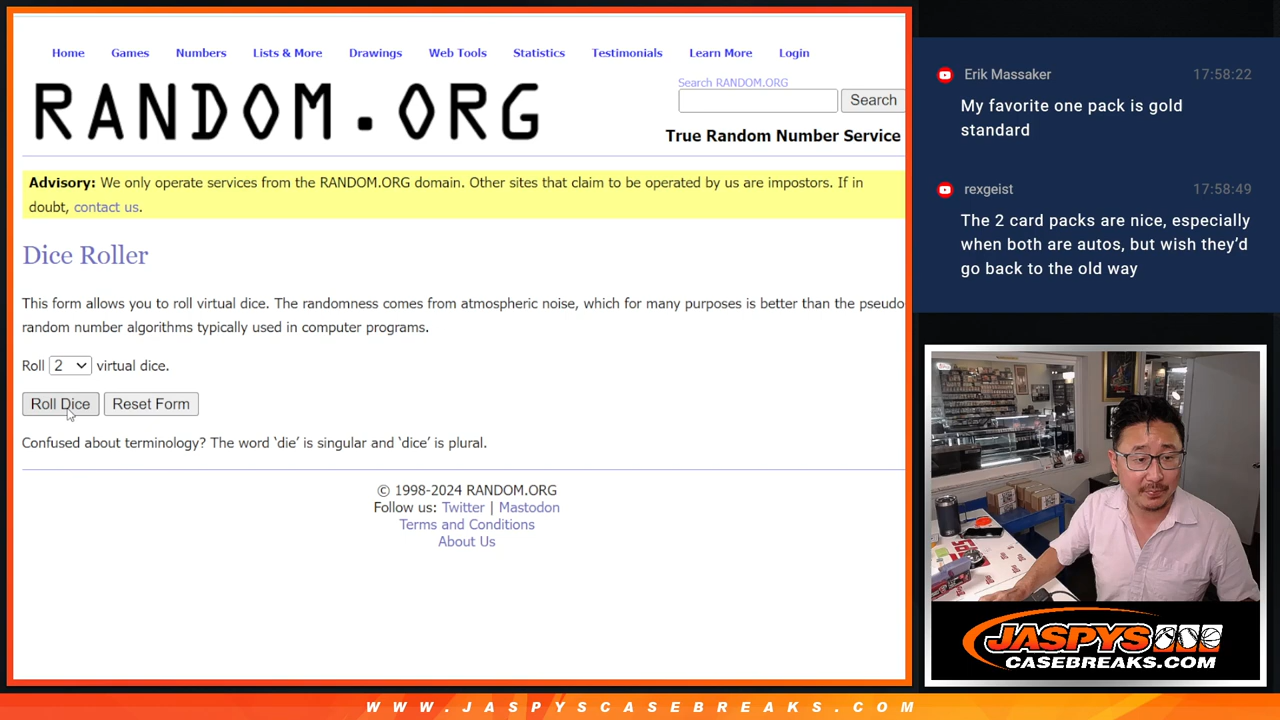 Home Games Numbers Lists & More Drawings Web Tools Statistics Testimonials Learn More Login
RANDOM.ORG
Search RANDOM.ORG
Search
True Random Number Service
Advisory: We only operate services from the RANDOM.ORG domain. Other sites that claim to be operated by us are impostors. If in
doubt, contact us.
Dice Roller
This form allows you to roll virtual dice. The randomness comes from atmospheric noise, which for many purposes is better than the pseudo
random number algorithms typically used in computer programs.
Roll 2 virtual dice.
Roll Dice Reset Form
Confused about terminology? The word ‘die’ is singular and ‘dice’ is plural.
© 1998-2024 RANDOM.ORG
Follow us: Twitter | Mastodon
Terms and Conditions
About Us
Erik Massaker 17:58:22
My favorite one pack is gold
standard
rexgeist 17:58:49
The 2 card packs are nice, especially
when both are autos, but wish they’d
go back to the old way
JASPYS
CASEBREAKS.COM
WWW.JASPYSCASEBREAKS.COM